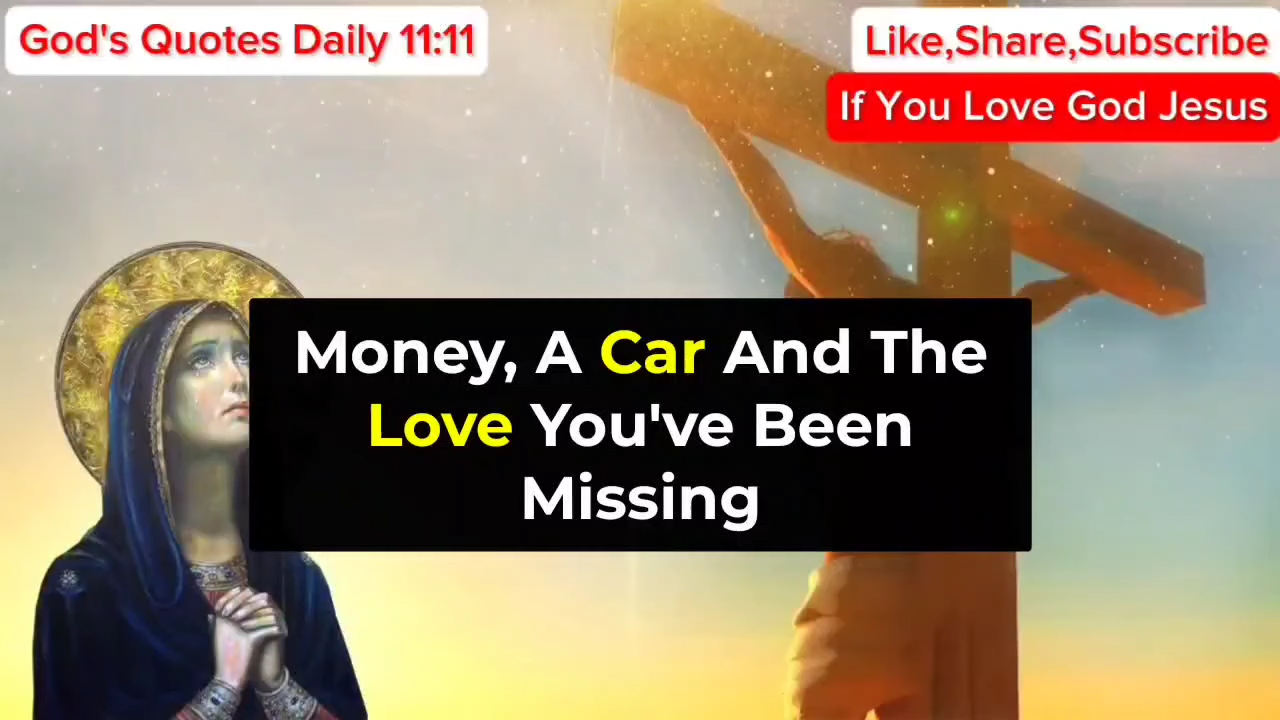 God's Quotes Daily 11:11
Like,Share,Subscribe
If You Love God Jesus
Money, A Car And The
Love You've Been
Missing